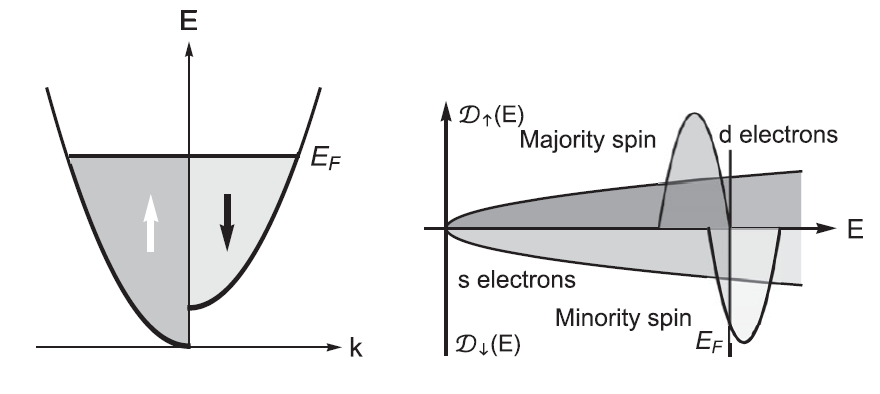 E
E_F
k
𝒟↑(E)
Majority spin
d electrons
E
s electrons
Minority spin
𝒟↓(E)
E_F